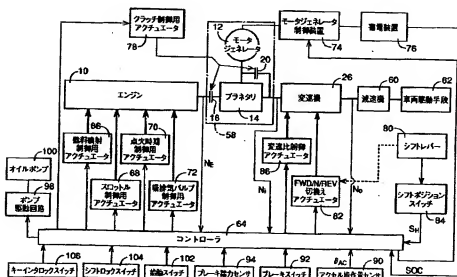 クラッチ制御用
アクチュエータ
78
12
モータ
ジェネレータ
モータジェネレータ
制御装置
74
蓄電装置
76
20
10
エンジン
16
プラネタリ
14
58
26
変速機
60
減速機
62
車両駆動手段
66
燃料噴射
制御用
アクチュエータ
70
点火時期
制御用
アクチュエータ
68
スロットル
制御用
アクチュエータ
72
吸排気バルブ
制御用
アクチュエータ
NE
NI
NO
変速比制御
アクチュエータ
86
FWD/N/REV
切換え
アクチュエータ
82
80
シフトレバー
シフトポジション
スイッチ
84
SH
100
オイルポンプ
98
ポンプ
駆動回路
64
コントローラ
SOC
106
キーインタロックスイッチ
104
シフトロックスイッチ
102
始動スイッチ
94
ブレーキ踏力センサ
92
ブレーキスイッチ
θAC
90
アクセル操作量センサ